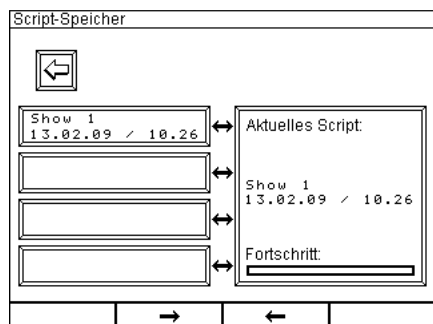 Script-Speicher
Show 1
13.02.09 / 10.26
Aktuelles Script:
Show 1
13.02.09 / 10.26
Fortschritt: